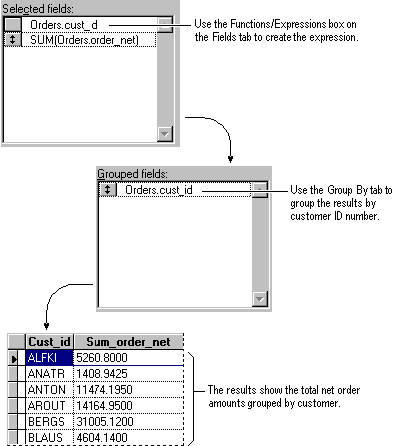 Selected fields:
Orders.cust_d
SUM(Orders.order_net)
Use the Functions/Expressions box on
the Fields tab to create the expression.
Grouped fields:
Orders.cust_id
Use the Group By tab to
group the results by
customer ID number.
Cust_id Sum_order_net
ALFKI 5260.8000
ANATR 1408.9425
ANTON 11474.1950
AROUT 14164.9500
BERGS 31005.1200
BLAUS 4604.1400
The results show the total net order
amounts grouped by customer.